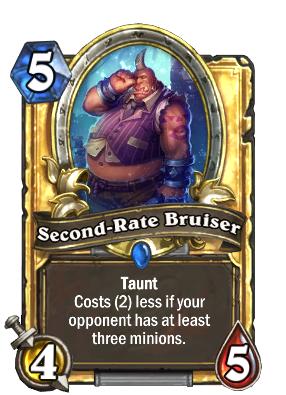 5
Second-Rate Bruiser
Taunt
Costs (2) less if your
opponent has at least
three minions.
4
5